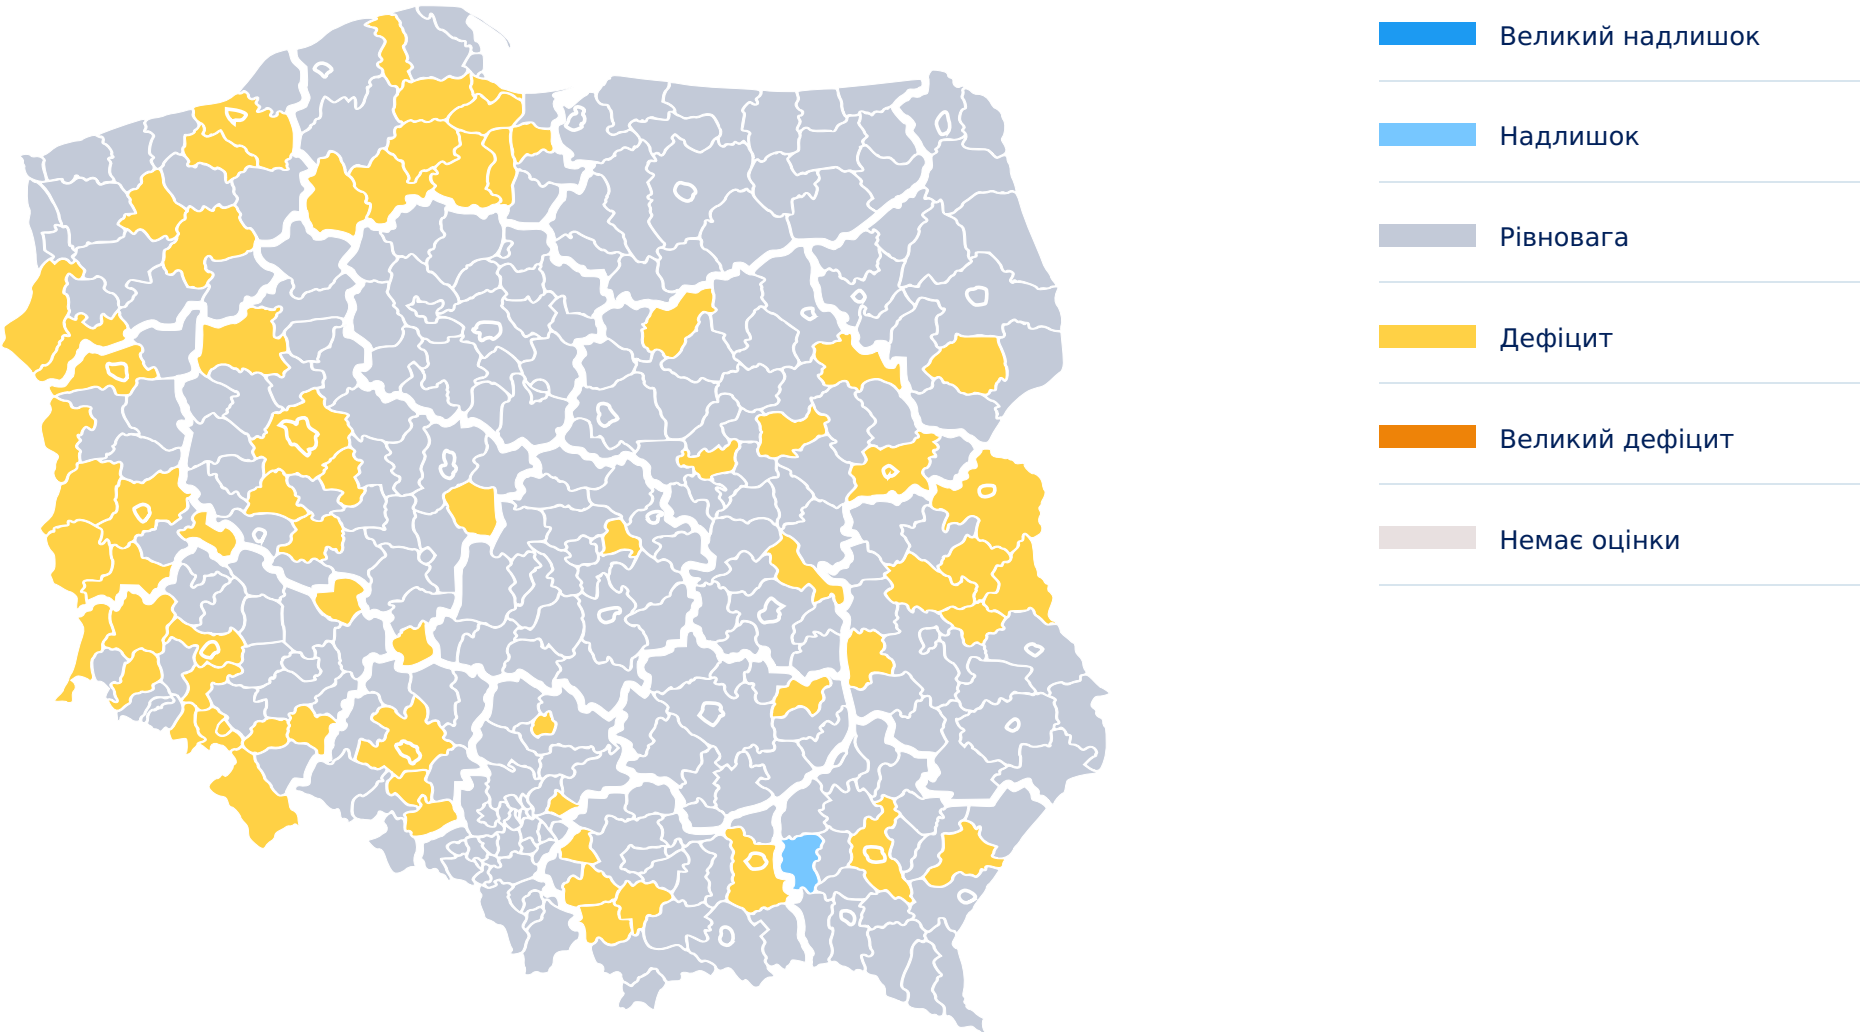 Великий надлишок
Надлишок
Рівновага
Дефіцит
Великий дефіцит
Немає оцінки